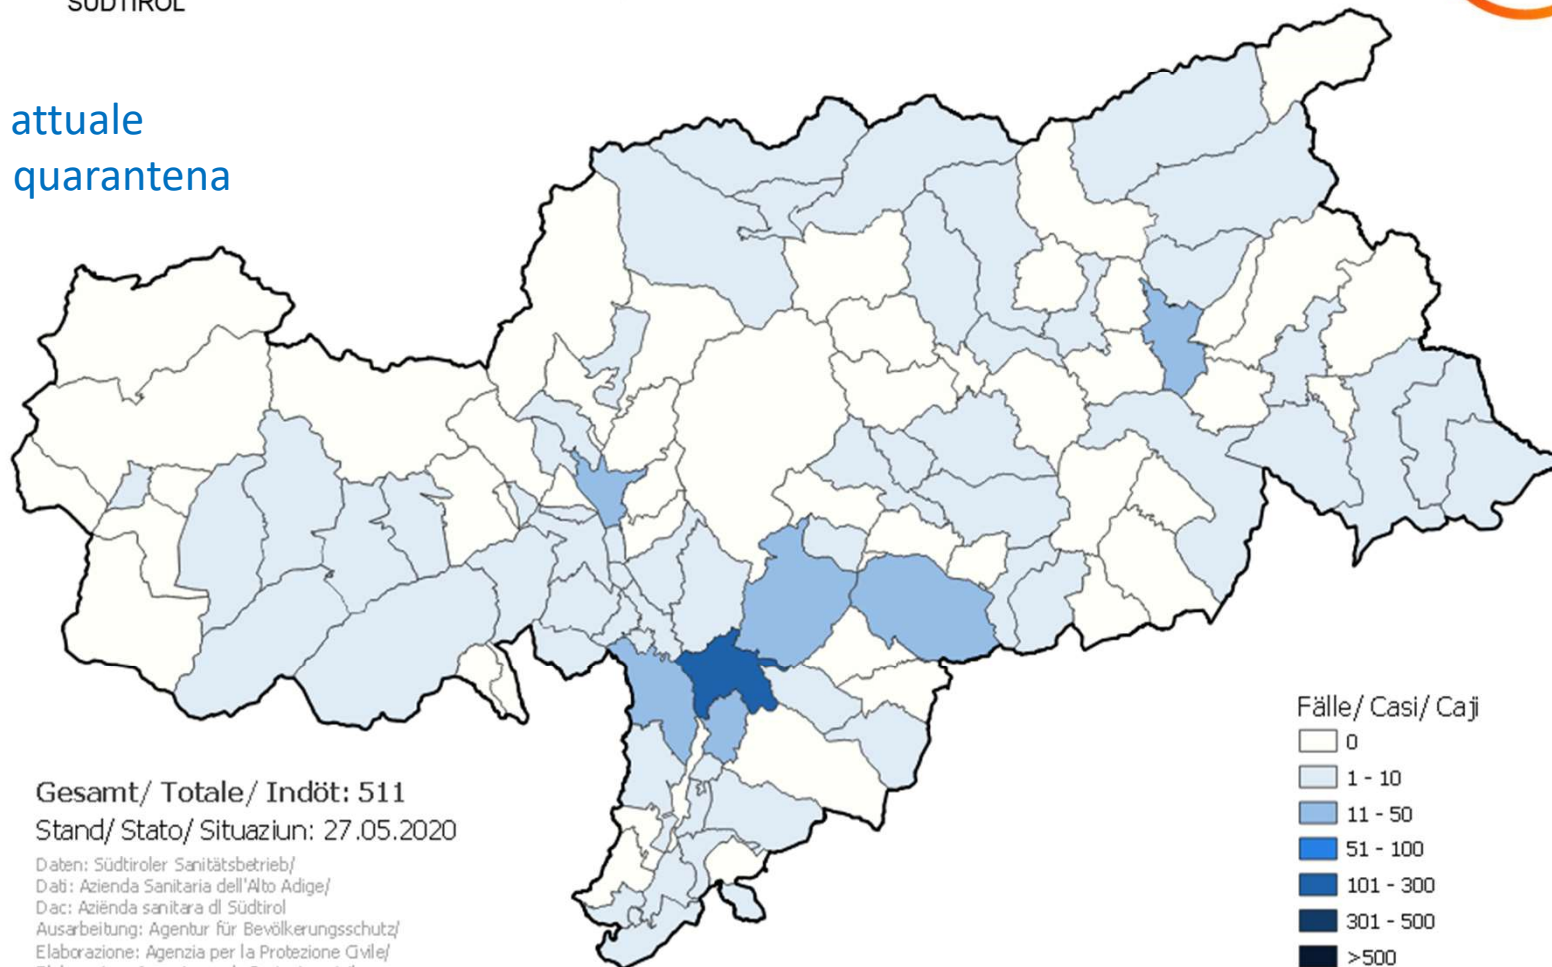 SÜDTIROL
attuale
quarantena
Fälle/ Casi/ Caji
0
1 - 10
11 - 50
51 - 100
101 - 300
301 - 500
>500
Gesamt/ Totale/ Indöt: 511
Stand/ Stato/ Situaziun: 27.05.2020
Daten: Südtiroler Sanitätsbetrieb/
Dati: Azienda Sanitaria dell'Alto Adige/
Dac: Aziënda sanitara dl Südtirol
Ausarbeitung: Agentur für Bevölkerungsschutz/
Elaborazione: Agenzia per la Protezione Civile/